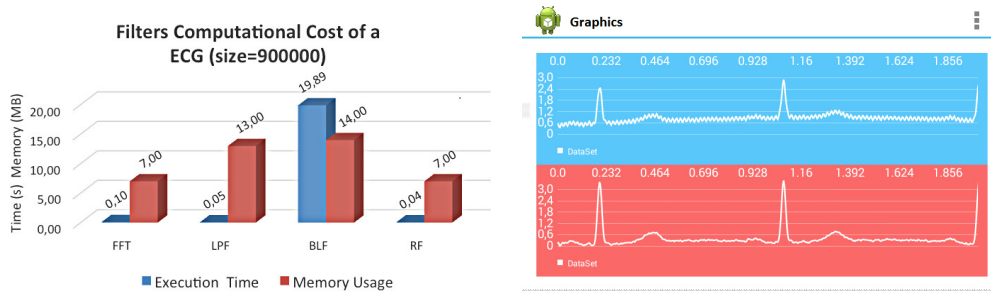 Filters Computational Cost of a
ECG (size=900000)
Time (s) Memory (MB)
20,00
15,00
10,00
5,00
0,00
0,10
7,00
0,05
13,00
19,89
14,00
0,04
7,00
FFT LPF BLF RF
Execution Time Memory Usage
Graphics
0.0 0.232 0.464 0.696 0.928 1.16 1.392 1.624 1.856
3,0
2,4
1,8
1,2
0,6
0
DataSet
0.0 0.232 0.464 0.696 0.928 1.16 1.392 1.624 1.856
3,0
2,4
1,8
1,2
0,6
0
DataSet